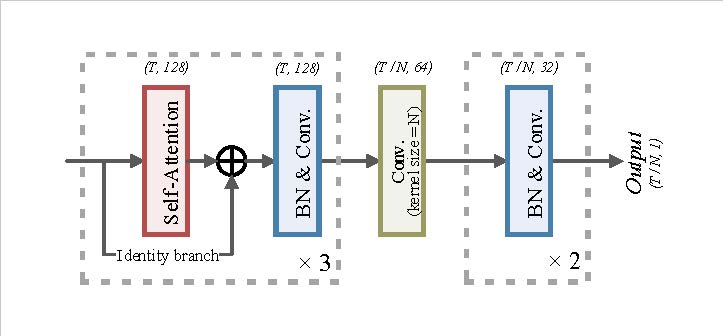 (T, 128)
(T, 128)
(T / N, 64)
(T / N, 32)
Self-Attention
BN & Conv.
Conv.
(kernel size = N)
BN & Conv.
Output
(T / N, 1)
Identity branch
× 3
× 2